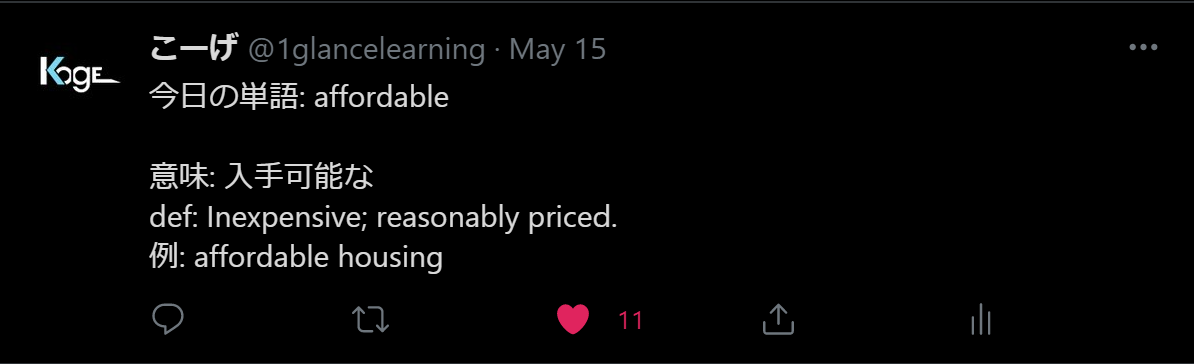 Koge
こーげ @1glancelearning · May 15
今日の単語: affordable
意味: 入手可能な
def: Inexpensive; reasonably priced.
例: affordable housing
11